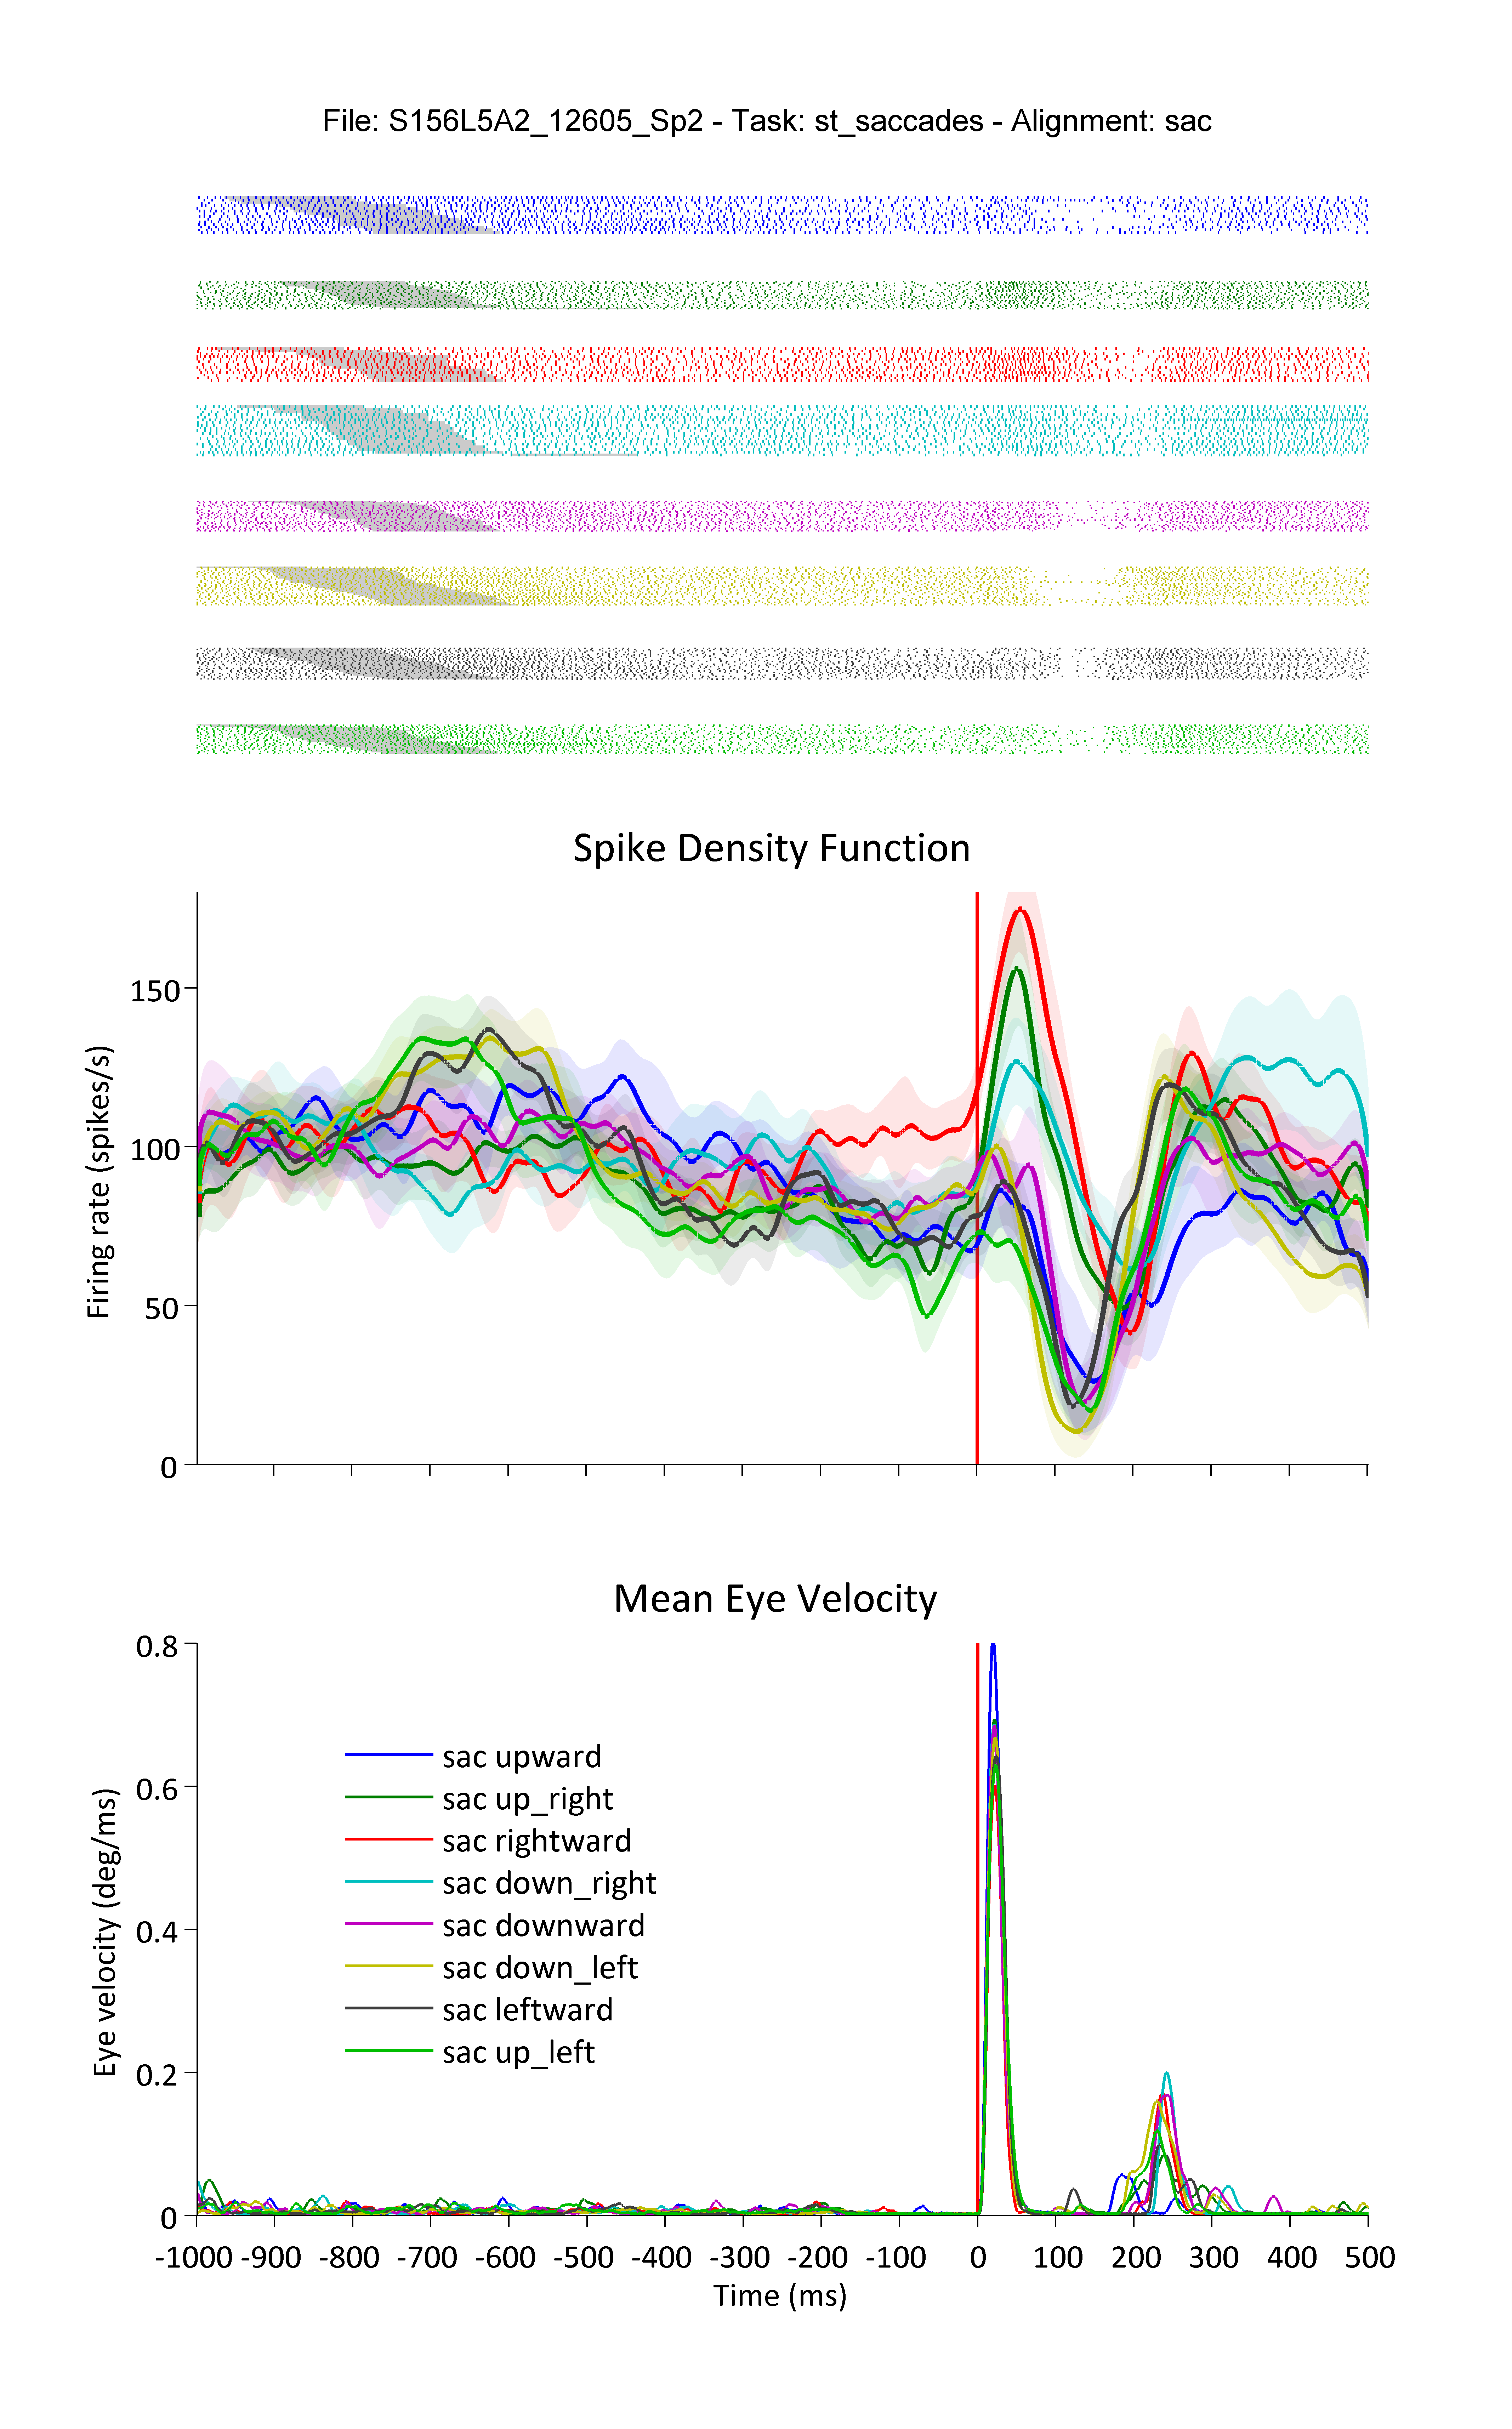 File: S156L5A2_12605_Sp2 - Task: st_saccades - Alignment: sac
Spike Density Function
Firing rate (spikes/s)
150
100
50
0
Mean Eye Velocity
Eye velocity (deg/ms)
0.8
0.6
0.4
0.2
0
sac upward
sac up_right
sac rightward
sac down_right
sac downward
sac down_left
sac leftward
sac up_left
-1000 -900 -800 -700 -600 -500 -400 -300 -200 -100 0 100 200 300 400 500
Time (ms)